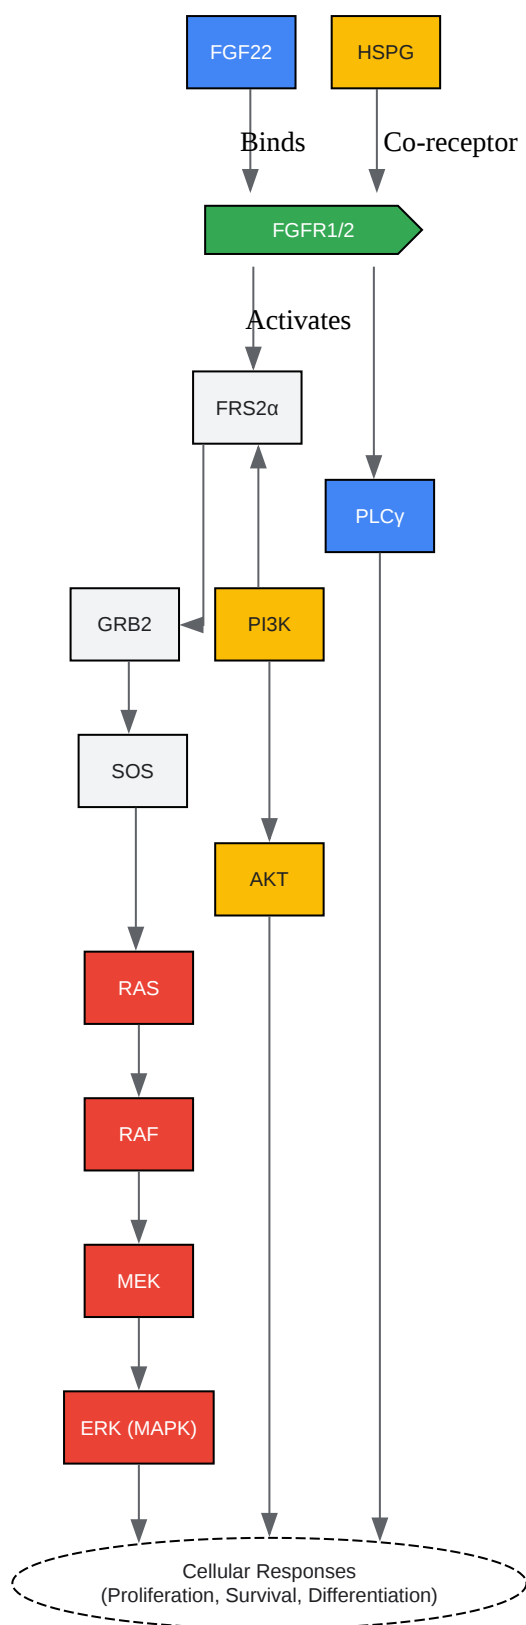 FGF22
HSPG
Binds
Co-receptor
FGFR1/2
Activates
FRS2α
PLCγ
GRB2
PI3K
SOS
AKT
RAS
RAF
MEK
ERK (MAPK)
Cellular Responses
(Proliferation, Survival, Differentiation)